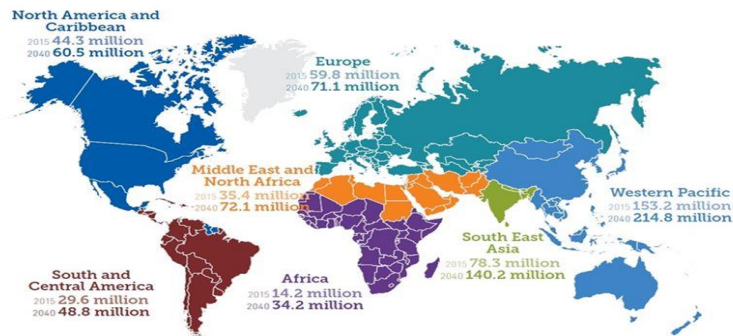 North America and
Caribbean
2015 44.3 million
2040 60.5 million
Europe
2015 59.8 million
2040 71.1 million
Middle East and
North Africa
2015 35.4 million
2040 72.1 million
Western Pacific
2015 153.2 million
2040 214.8 million
South East
Asia
2015 78.3 million
2040 140.2 million
South and
Central America
2015 29.6 million
2040 48.8 million
Africa
2015 14.2 million
2040 34.2 million